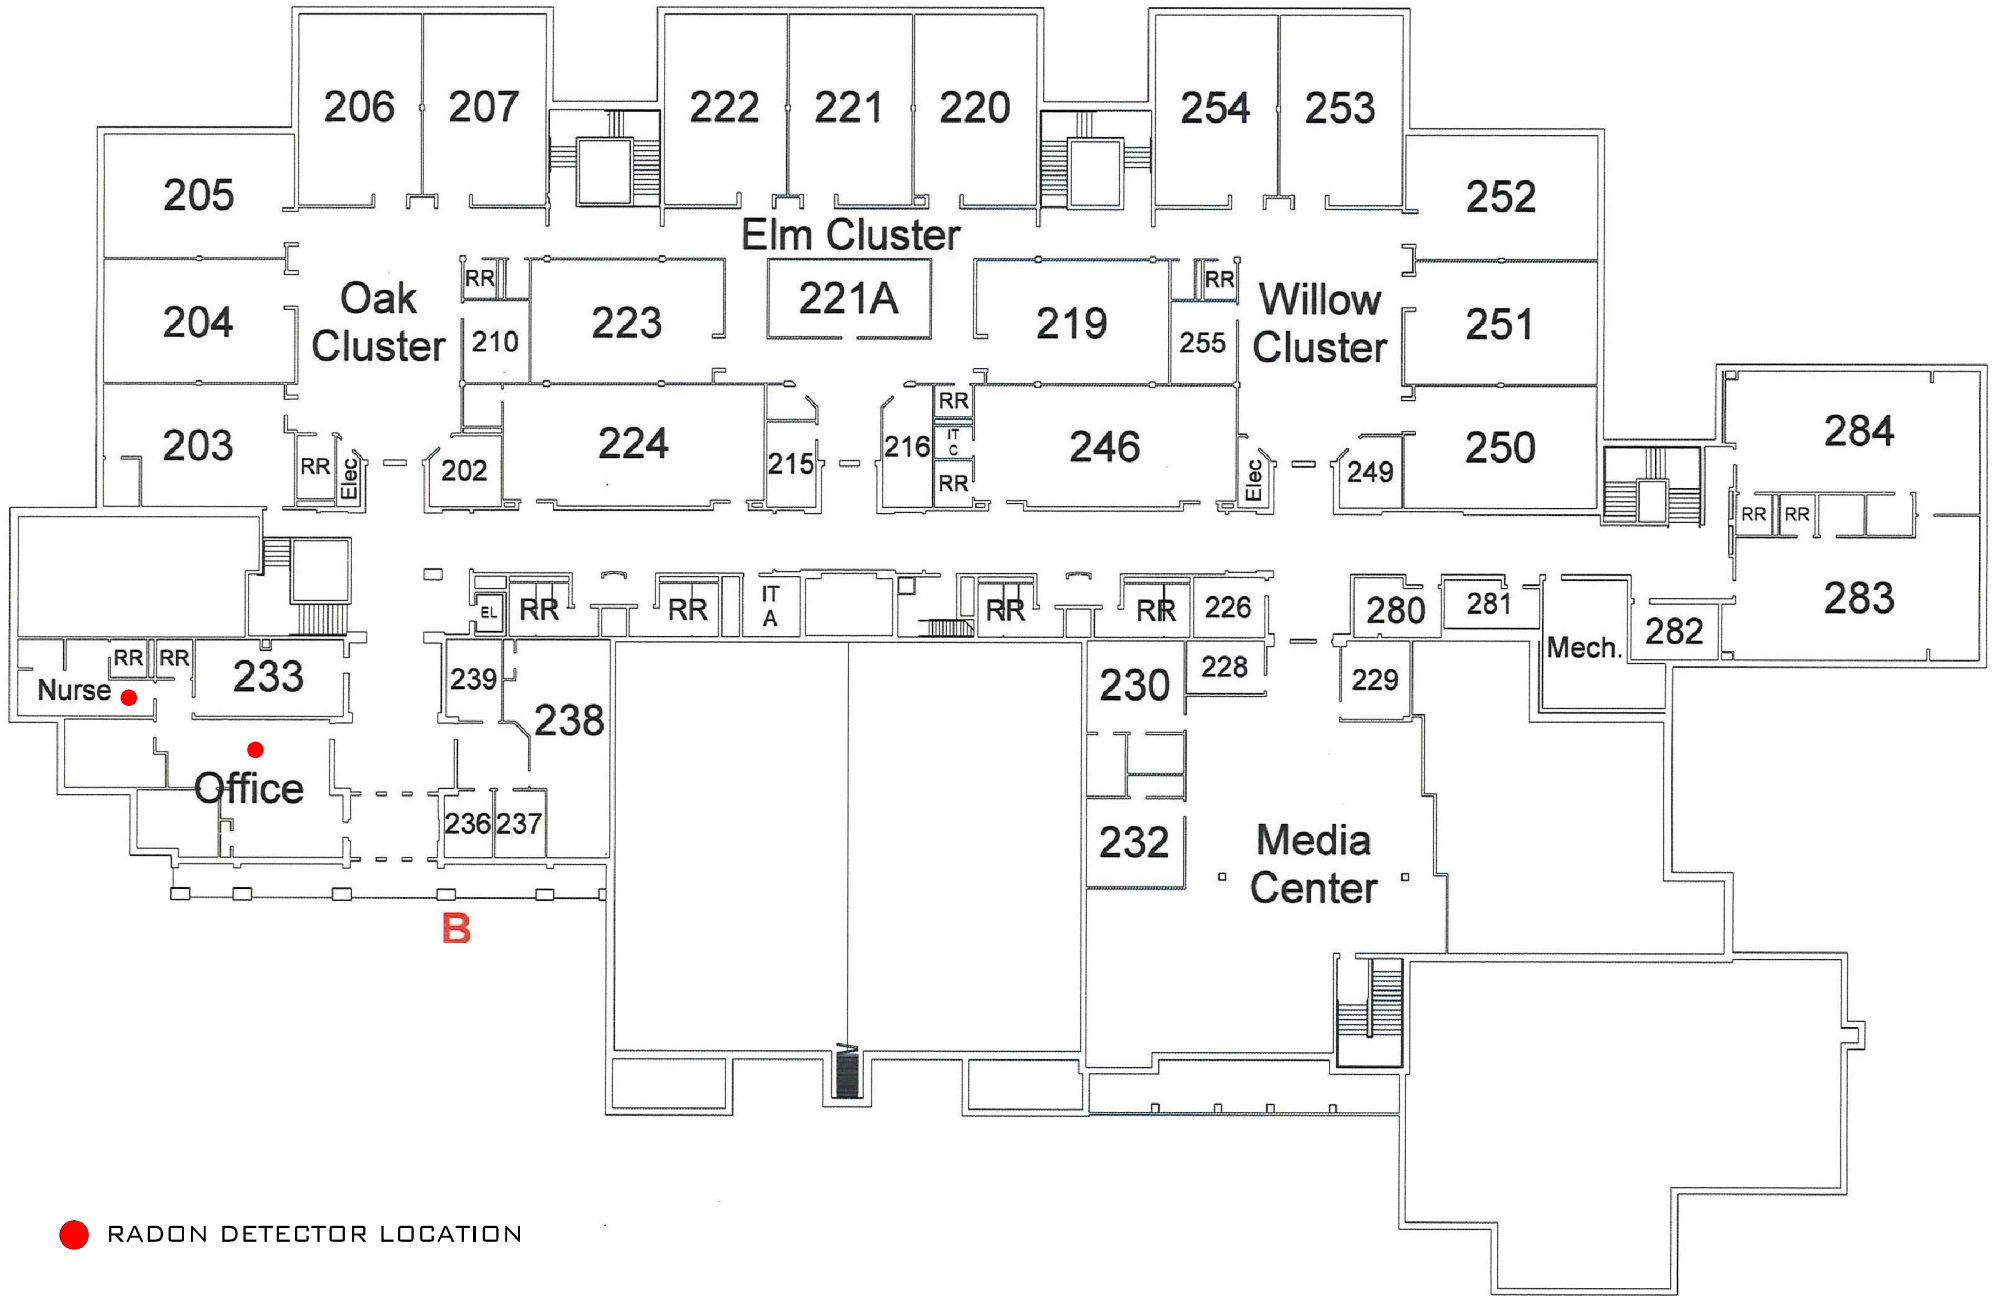 206
207
222
221
220
254
253
205
252
Elm Cluster
RR
RR
204
Oak
Cluster
210
223
221A
219
255
Willow
Cluster
251
203
RR
Elec
202
224
215
216
RR
IT
C
RR
246
Elec
249
250
284
RR
RR
EL
RR
RR
IT
A
RR
RR
226
280
281
282
283
Mech.
RR
RR
Nurse
233
239
238
230
228
229
Office
236
237
232
Media
Center
B
RADON DETECTOR LOCATION